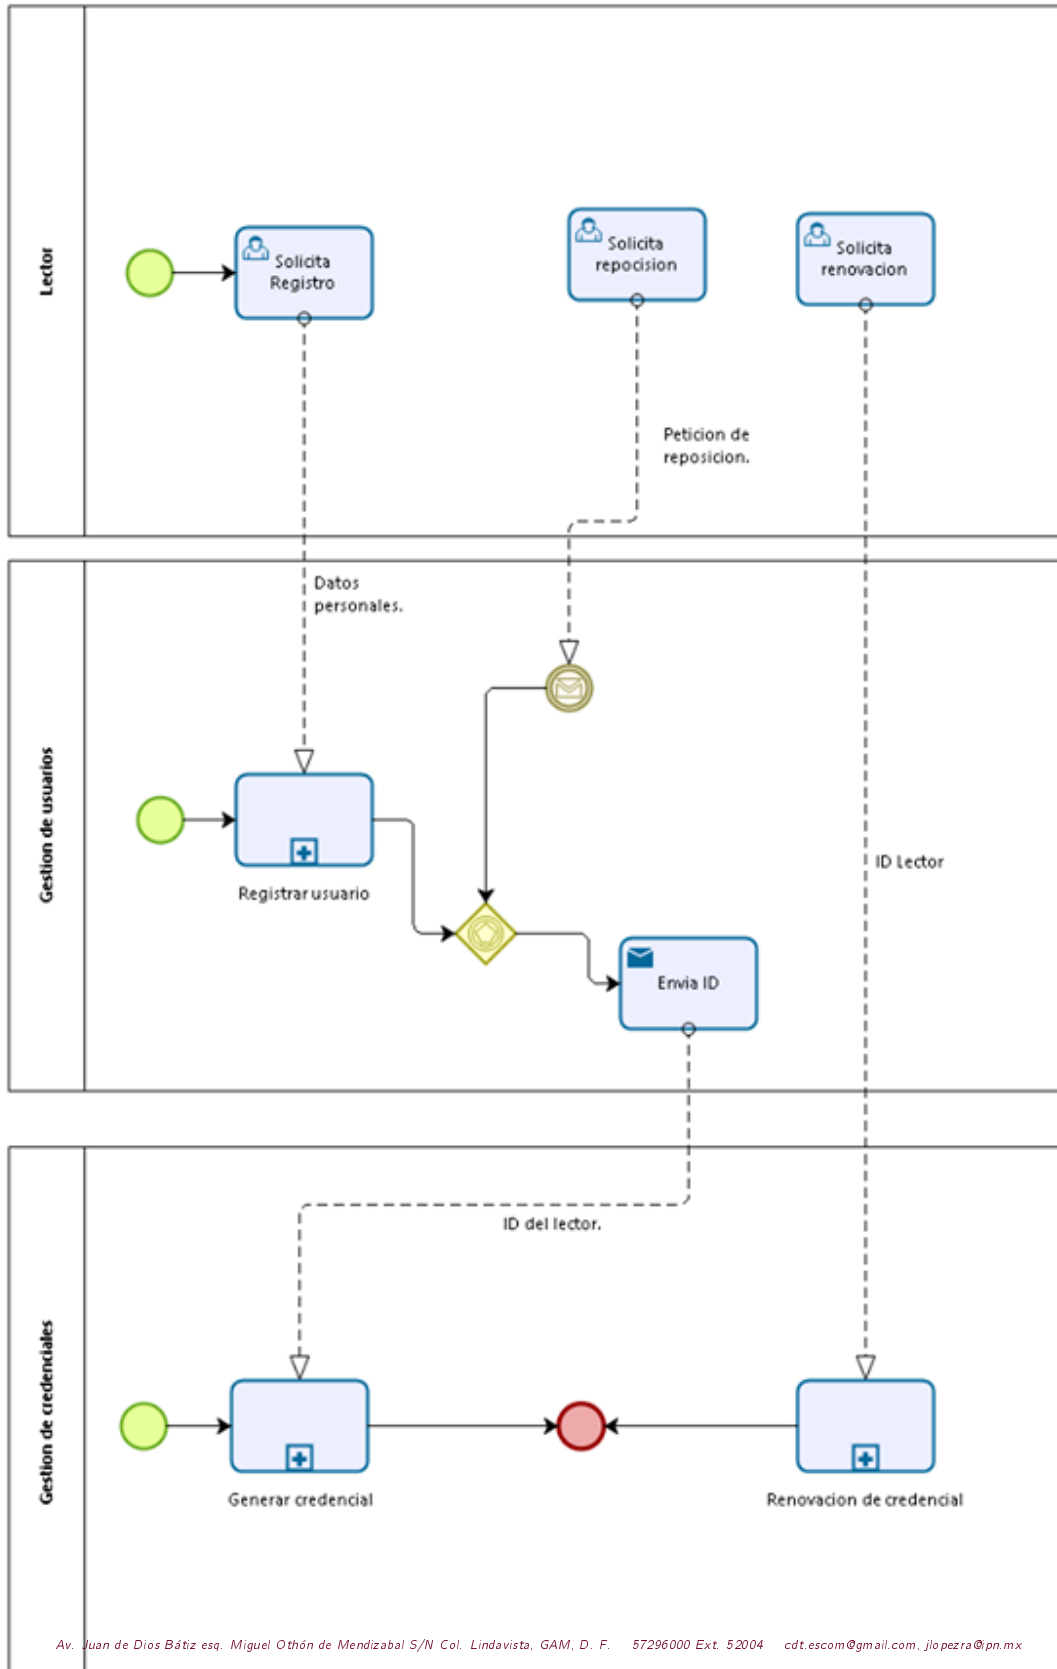 Lector
Solicita
Registro
Solicita
repocision
Solicita
renovacion
Peticion de
reposicion.
Gestion de usuarios
Datos
personales.
Registrar usuario
ID Lector
Envia ID
Gestion de credenciales
ID del lector.
Generar credencial
Renovacion de credencial
Av. Juan de Dios Bátiz esq. Miguel Othón de Mendizabal S/N Col. Lindavista, GAM, D. F. 57296000 Ext. 52004 cdt.escom@gmail.com, jlopezra@ipn.mx